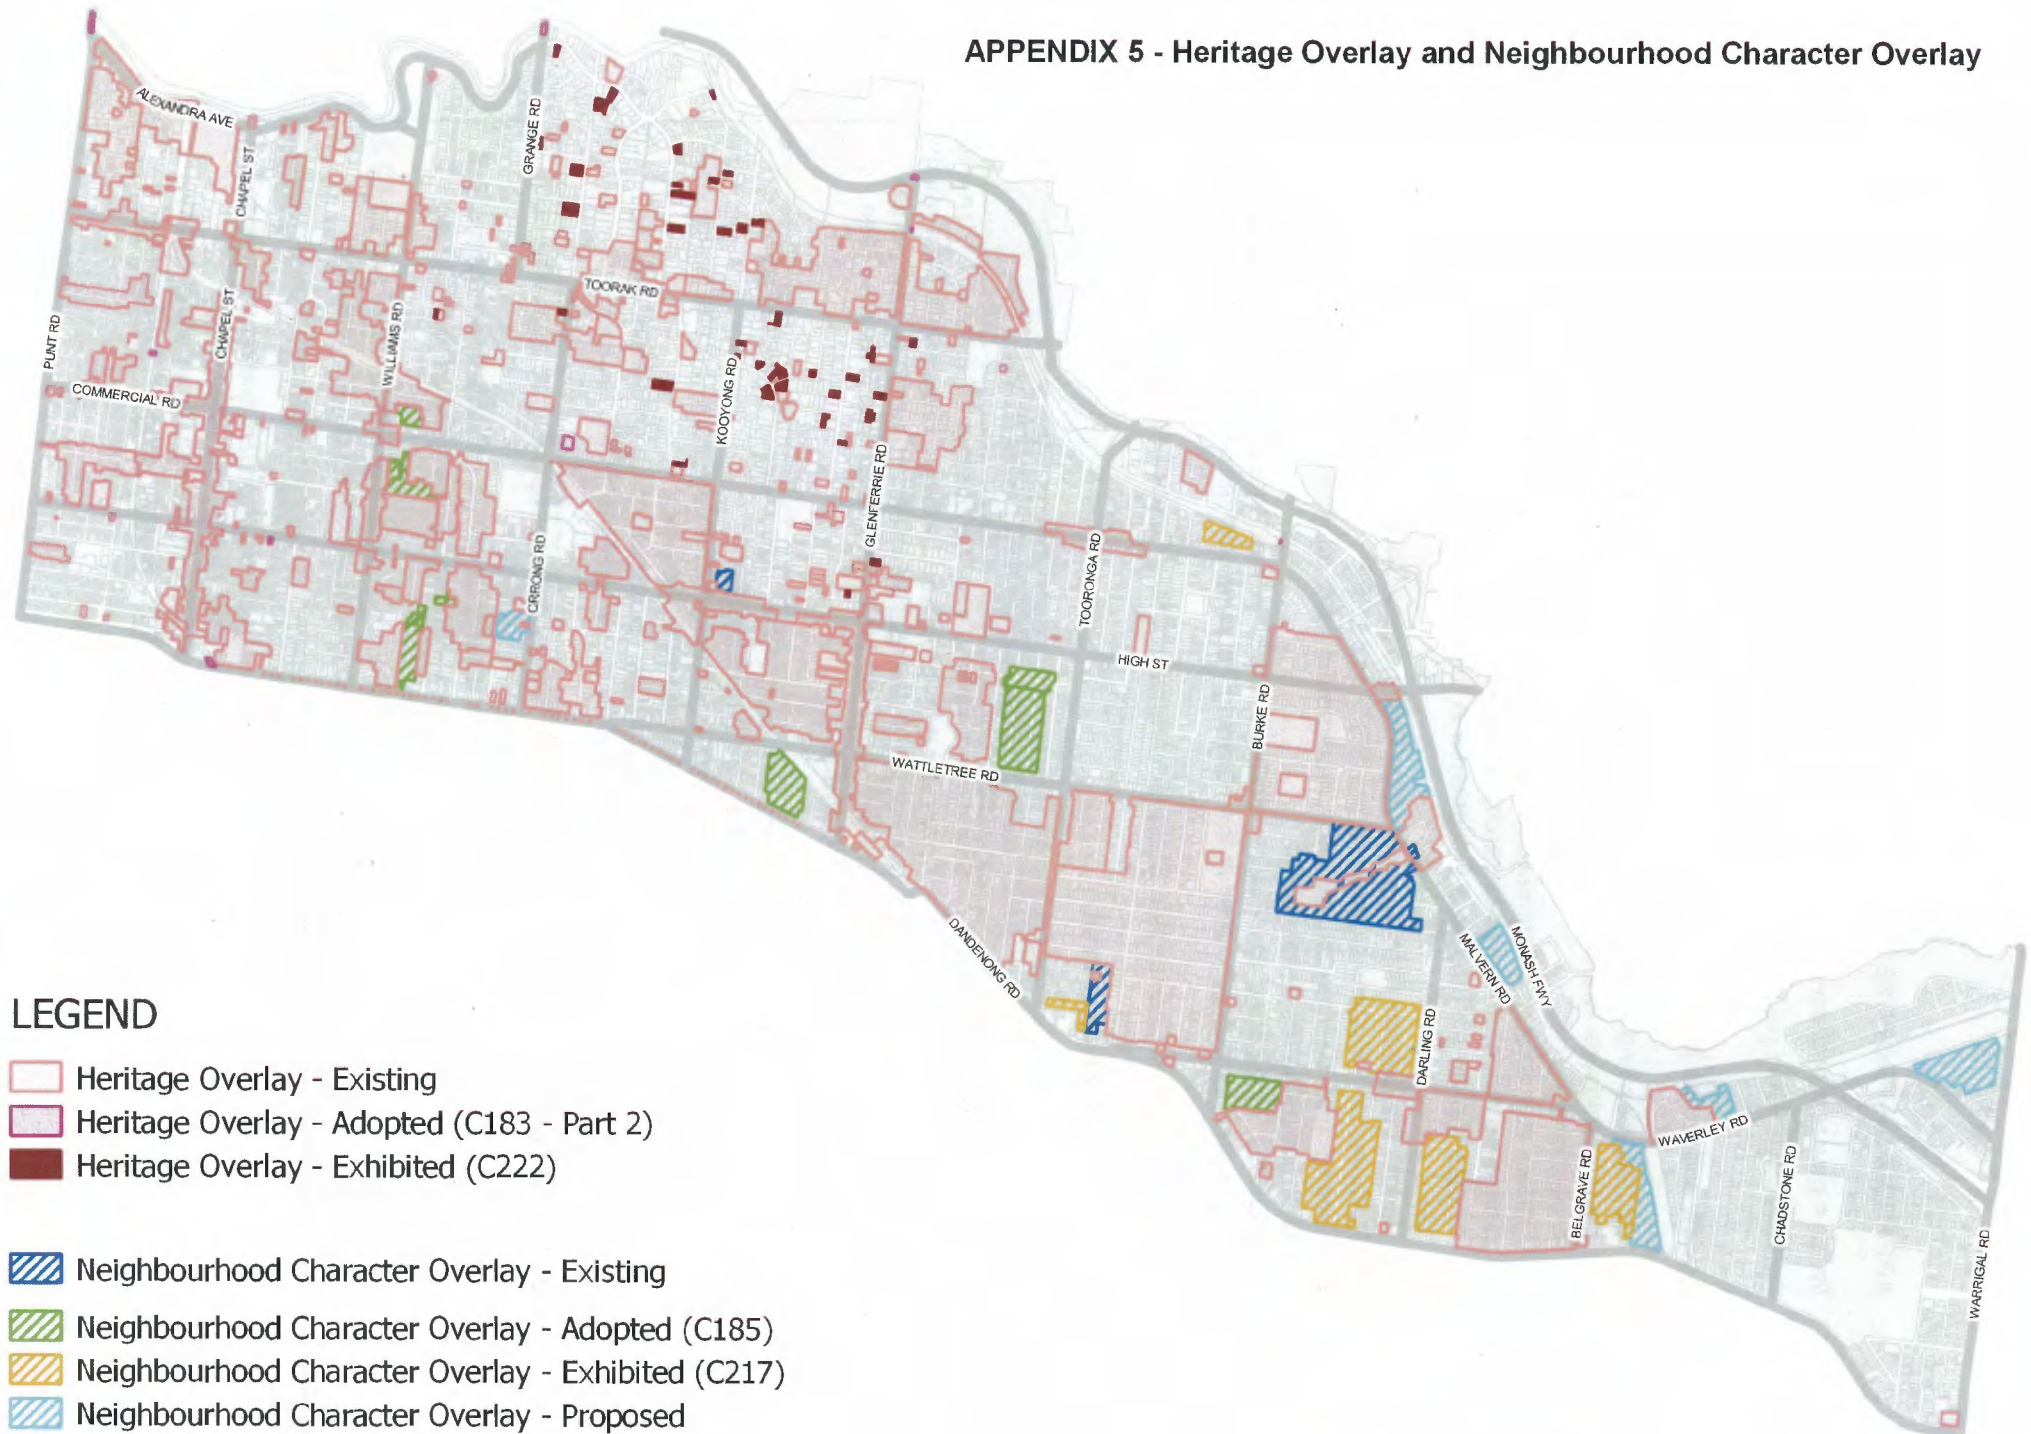 APPENDIX 5 - Heritage Overlay and Neighbourhood Character Overlay
ALEXANDRA AVE
CHAPEL ST
GRANGE RD
TOORAK RD
PUNT RD
CHAPEL ST
WILLIAMS RD
KOOYONG RD
COMMERCIAL RD
GLENFERRIE RD
ORRONG RD
TOORONGA RD
HIGH ST
BURKE RD
WATTLETREE RD
DANDENONG RD
MALVERN RD
MONASH FWY
DARLING RD
WAVERLEY RD
BELGRAVE RD
CHADSTONE RD
WARRIGAL RD
LEGEND
Heritage Overlay - Existing
Heritage Overlay - Adopted (C183 - Part 2)
Heritage Overlay - Exhibited (C222)
Neighbourhood Character Overlay - Existing
Neighbourhood Character Overlay - Adopted (C185)
Neighbourhood Character Overlay - Exhibited (C217)
Neighbourhood Character Overlay - Proposed